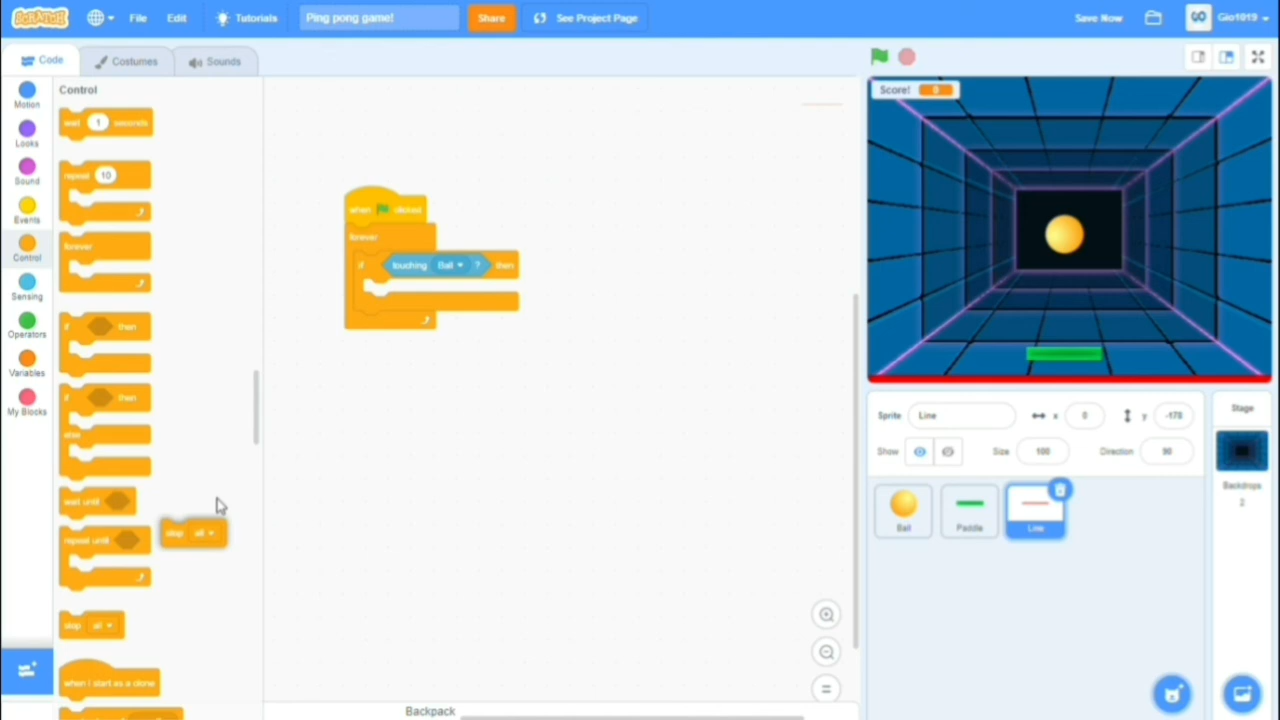 SCRATCH File Edit Tutorials Ping pong game! Share See Project Page Save Now Gio1019
Code Costumes Sounds
Motion
Looks
Sound
Events
Control
Sensing
Operators
Variables
My Blocks
Control
wait 1 seconds
repeat 10
forever
if then
if then
else
wait until
repeat until
stop all
when I start as a clone
stop all
when clicked
forever
if touching Ball ? then
Backpack
Score! 0
Sprite Line x 0 y -178
Show Size 100 Direction 90
Ball Paddle Line
Stage
Backdrops
2